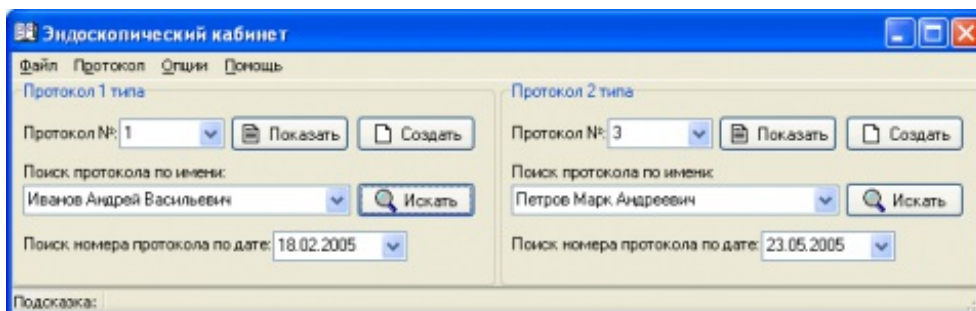 Эндоскопический кабинет
Файл Протокол Опции Помощь
Протокол 1 типа
Протокол №: 1 Показать Создать
Поиск протокола по имени:
Иванов Андрей Васильевич Искать
Поиск номера протокола по дате: 18.02.2005
Протокол 2 типа
Протокол №: 3 Показать Создать
Поиск протокола по имени:
Петров Марк Андреевич Искать
Поиск номера протокола по дате: 23.05.2005
Подсказка: